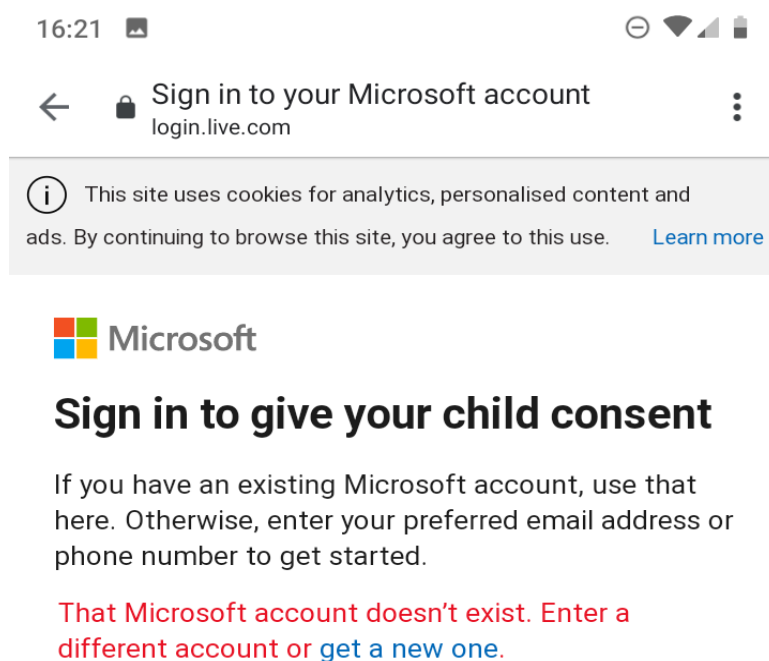 16:21
Sign in to your Microsoft account
login.live.com
i This site uses cookies for analytics, personalised content and
ads. By continuing to browse this site, you agree to this use. Learn more
Microsoft
Sign in to give your child consent
If you have an existing Microsoft account, use that
here. Otherwise, enter your preferred email address or
phone number to get started.
That Microsoft account doesn’t exist. Enter a
different account or get a new one.